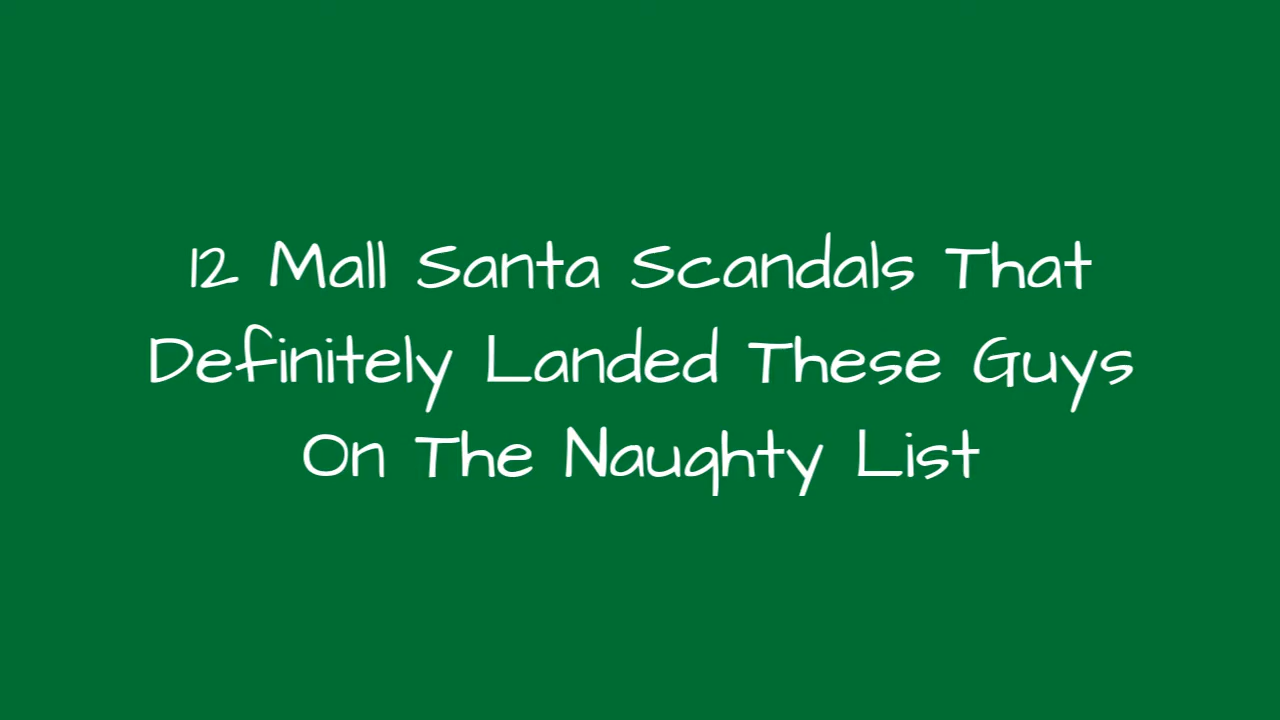 12 Mall Santa Scandals That
Definitely Landed These Guys
On The Naughty List